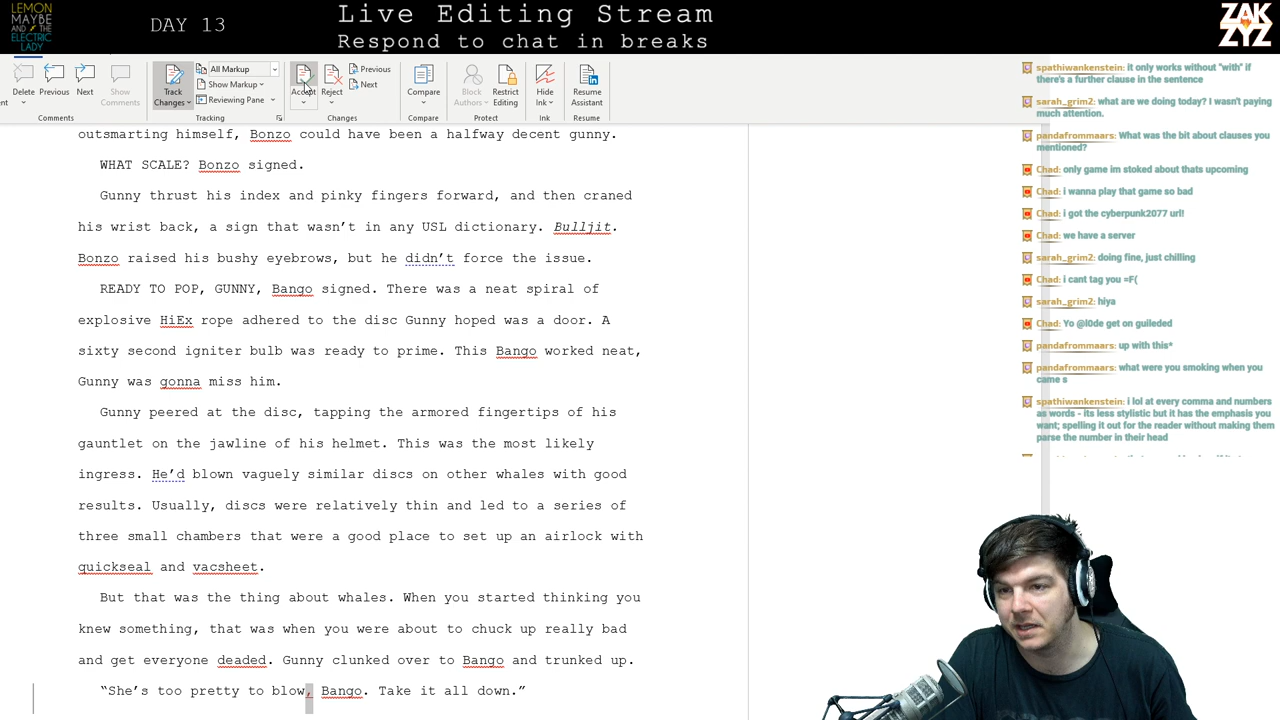 LEMON
MAYBE
AND THE
ELECTRIC
LADY
DAY 13
Live Editing Stream
Respond to chat in breaks
ZAK
ZYZ
Delete
Previous
Next
Show
Comments
Comments
Track
Changes
All Markup
Show Markup
Reviewing Pane
Tracking
Accept
Reject
Previous
Next
Changes
Compare
Compare
Block
Authors
Restrict
Editing
Protect
Hide
Ink
Ink
Resume
Assistant
Resume
outsmarting himself, Bonzo could have been a halfway decent gunny.
WHAT SCALE? Bonzo signed.
Gunny thrust his index and pinky fingers forward, and then craned
his wrist back, a sign that wasn’t in any USL dictionary. Bulljit.
Bonzo raised his bushy eyebrows, but he didn’t force the issue.
READY TO POP, GUNNY, Bango signed. There was a neat spiral of
explosive HiEx rope adhered to the disc Gunny hoped was a door. A
sixty second igniter bulb was ready to prime. This Bango worked neat,
Gunny was gonna miss him.
Gunny peered at the disc, tapping the armored fingertips of his
gauntlet on the jawline of his helmet. This was the most likely
ingress. He’d blown vaguely similar discs on other whales with good
results. Usually, discs were relatively thin and led to a series of
three small chambers that were a good place to set up an airlock with
quickseal and vacsheet.
But that was the thing about whales. When you started thinking you
knew something, that was when you were about to chuck up really bad
and get everyone deaded. Gunny clunked over to Bango and trunked up.
“She’s too pretty to blow, Bango. Take it all down.”
spathiwankenstein: it only works without "with" if
there's a further clause in the sentence
sarah_grim2: what are we doing today? I wasn't paying
much attention.
pandafrommaars: What was the bit about clauses you
mentioned?
Chad: only game im stoked about thats upcoming
Chad: i wanna play that game so bad
Chad: i got the cyberpunk2077 url!
Chad: we have a server
sarah_grim2: doing fine, just chilling
Chad: i cant tag you =F(
sarah_grim2: hiya
Chad: Yo @l0de get on guileded
pandafrommaars: up with this*
pandafrommaars: what were you smoking when you
came s
spathiwankenstein: i lol at every comma and numbers
as words - its less stylistic but it has the emphasis you
want; spelling it out for the reader without making them
parse the number in their head